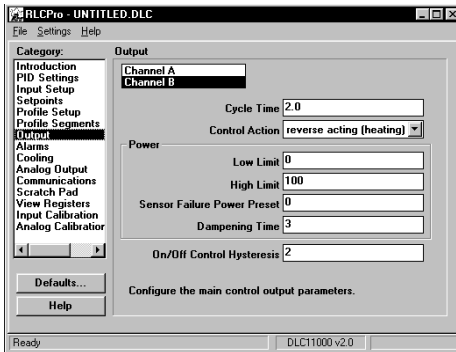 RLCPro - UNTITLED.DLC
File Settings Help
Category:
Introduction
PID Settings
Input Setup
Setpoints
Profile Setup
Profile Segments
Output
Alarms
Cooling
Analog Output
Communications
Scratch Pad
View Registers
Input Calibration
Analog Calibration
Defaults...
Help
Output
Channel A
Channel B
Cycle Time 2.0
Control Action reverse acting (heating)
Power
Low Limit 0
High Limit 100
Sensor Failure Power Preset 0
Dampening Time 3
On/Off Control Hysteresis 2
Configure the main control output parameters.
Ready
DLC11000 v2.0